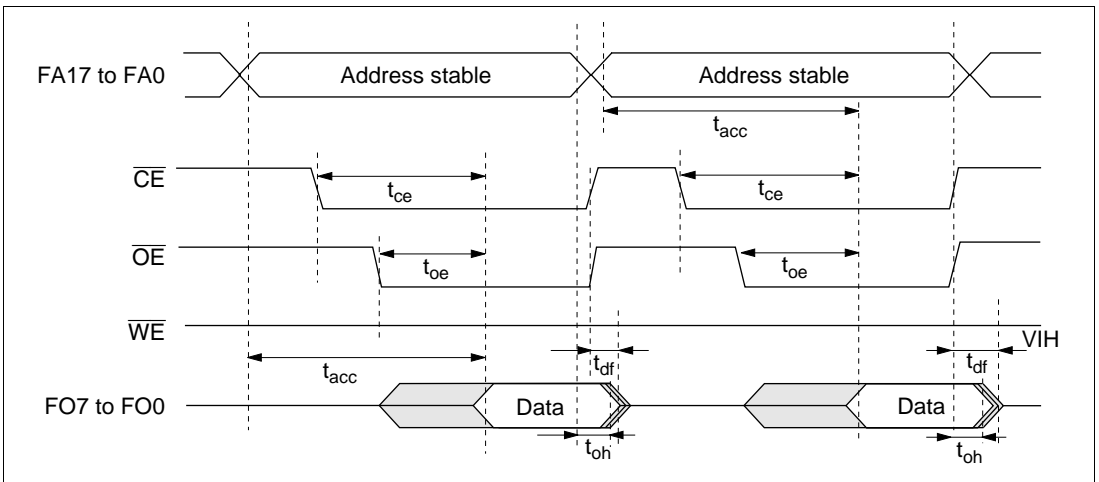 FA17 to FA0
Address stable
Address stable
tacc
CE
tce
tce
OE
toe
toe
WE
VIH
tacc
tdf
tdf
FO7 to FO0
Data
Data
toh
toh